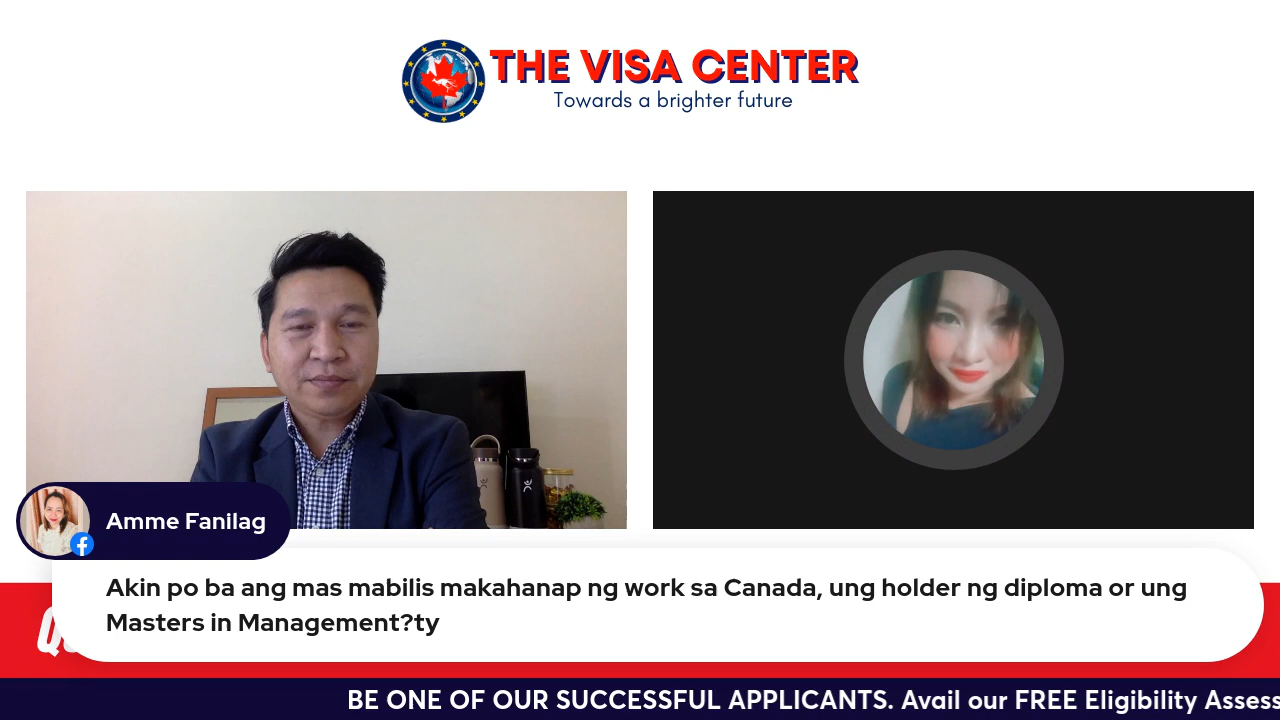 THE VISA CENTER
Towards a brighter future
Amme Fanilag
Akin po ba ang mas mabilis makahanap ng work sa Canada, ung holder ng diploma or ung
Masters in Management?ty
BE ONE OF OUR SUCCESSFUL APPLICANTS. Avail our FREE Eligibility Assess